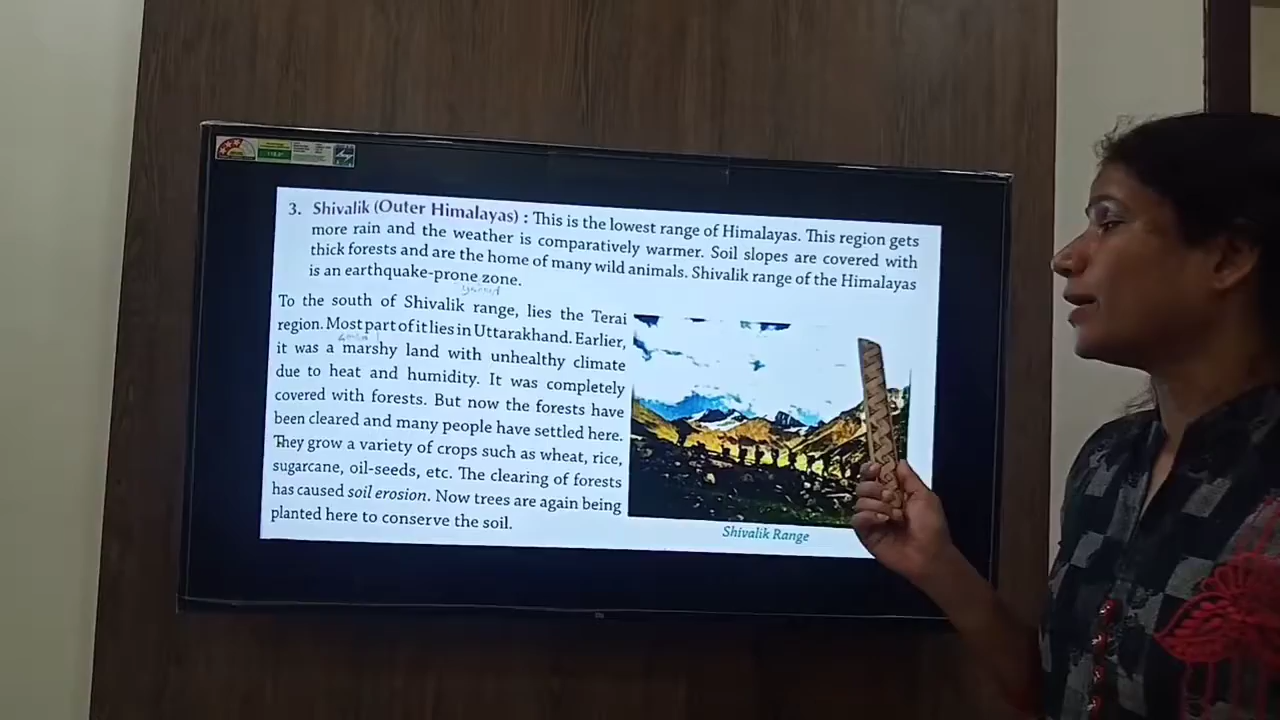 3. Shivalik (Outer Himalayas) : This is the lowest range of Himalayas. This region gets
more rain and the weather is comparatively warmer. Soil slopes are covered with
thick forests and are the home of many wild animals. Shivalik range of the Himalayas
is an earthquake-prone zone.
To the south of Shivalik range, lies the Terai
region. Most part of it lies in Uttarakhand. Earlier,
it was a marshy land with unhealthy climate
due to heat and humidity. It was completely
covered with forests. But now the forests have
been cleared and many people have settled here.
They grow a variety of crops such as wheat, rice,
sugarcane, oil-seeds, etc. The clearing of forests
has caused soil erosion. Now trees are again being
planted here to conserve the soil.
Shivalik Range